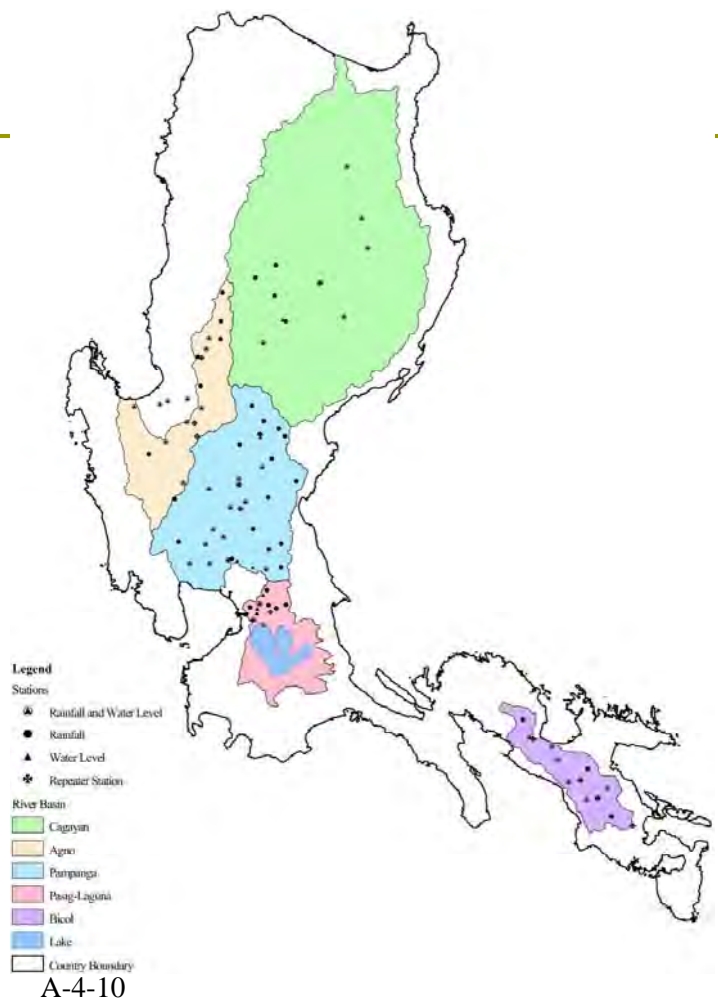 Legend
Stations
Rainfall and Water Level
Rainfall
Water Level
Repeater Station
River Basin
Cagayan
Agno
Pampanga
Pasig-Laguna
Bicol
Lake
Country Boundary
A-4-10